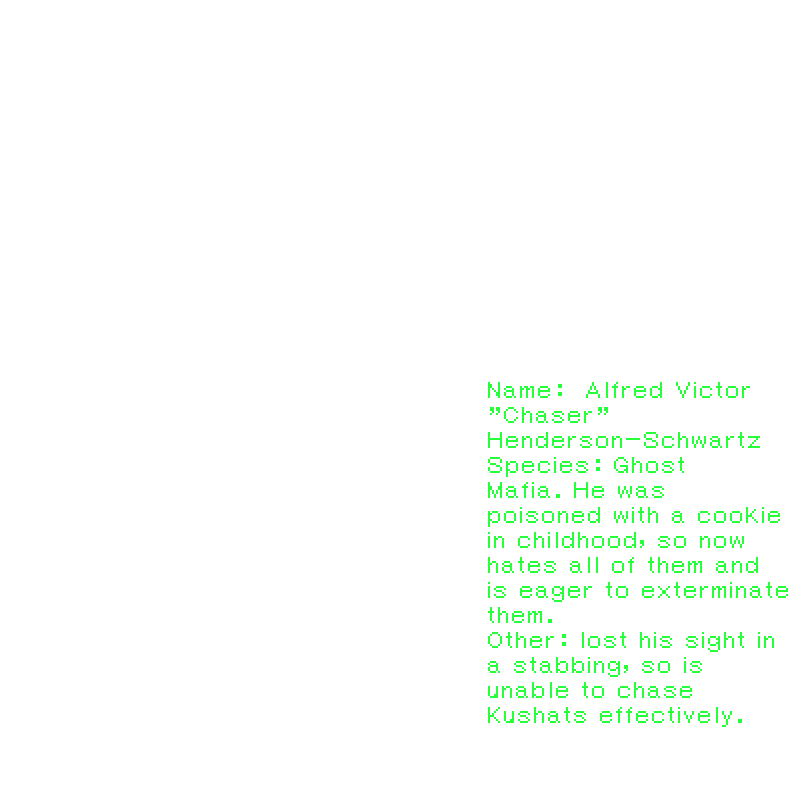 Name: Alfred Victor
"Chaser"
Henderson-Schwartz
Species: Ghost
Mafia. He was
poisoned with a cookie
in childhood, so now
hates all of them and
is eager to exterminate
them.
Other: lost his sight in
a stabbing, so is
unable to chase
Kushats effectively.